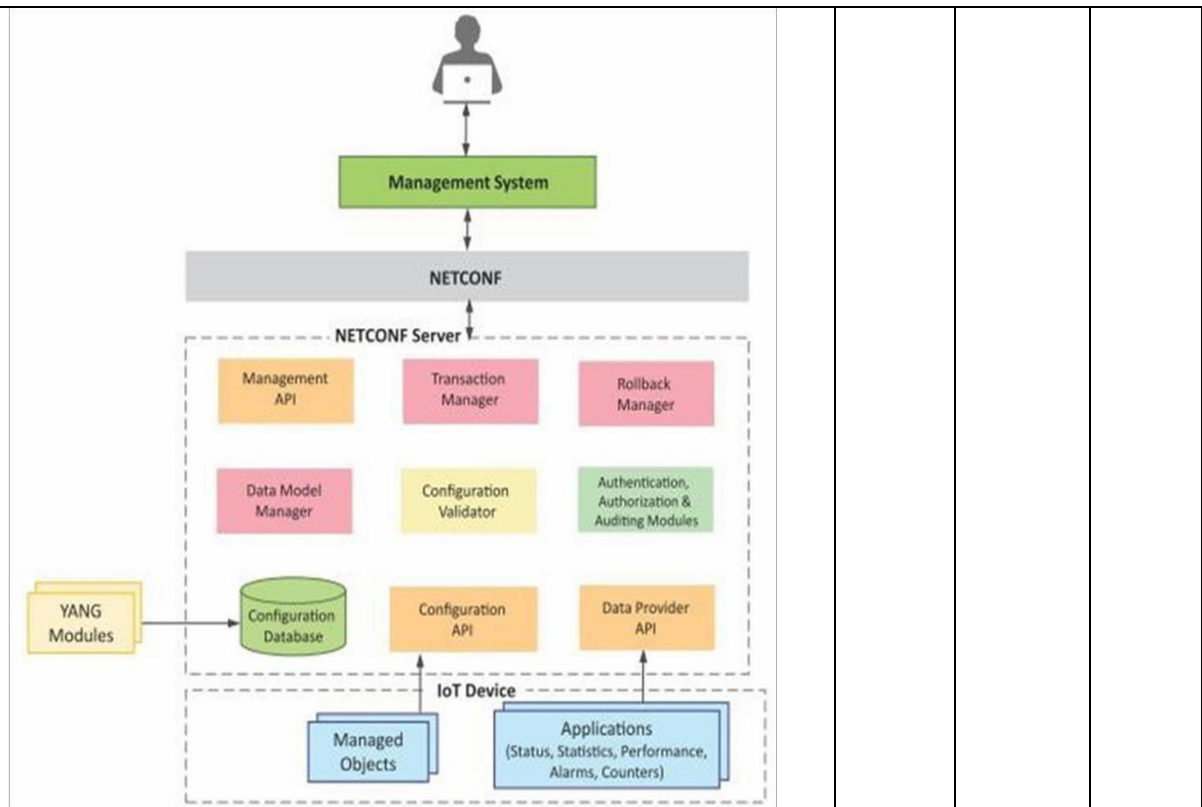 Management System
NETCONF
NETCONF Server
Management
API
Transaction
Manager
Rollback
Manager
Data Model
Manager
Configuration
Validator
Authentication,
Authorization &
Auditing Modules
YANG
Modules
Configuration
Database
Configuration
API
Data Provider
API
IoT Device
Managed
Objects
Applications
(Status, Statistics, Performance,
Alarms, Counters)